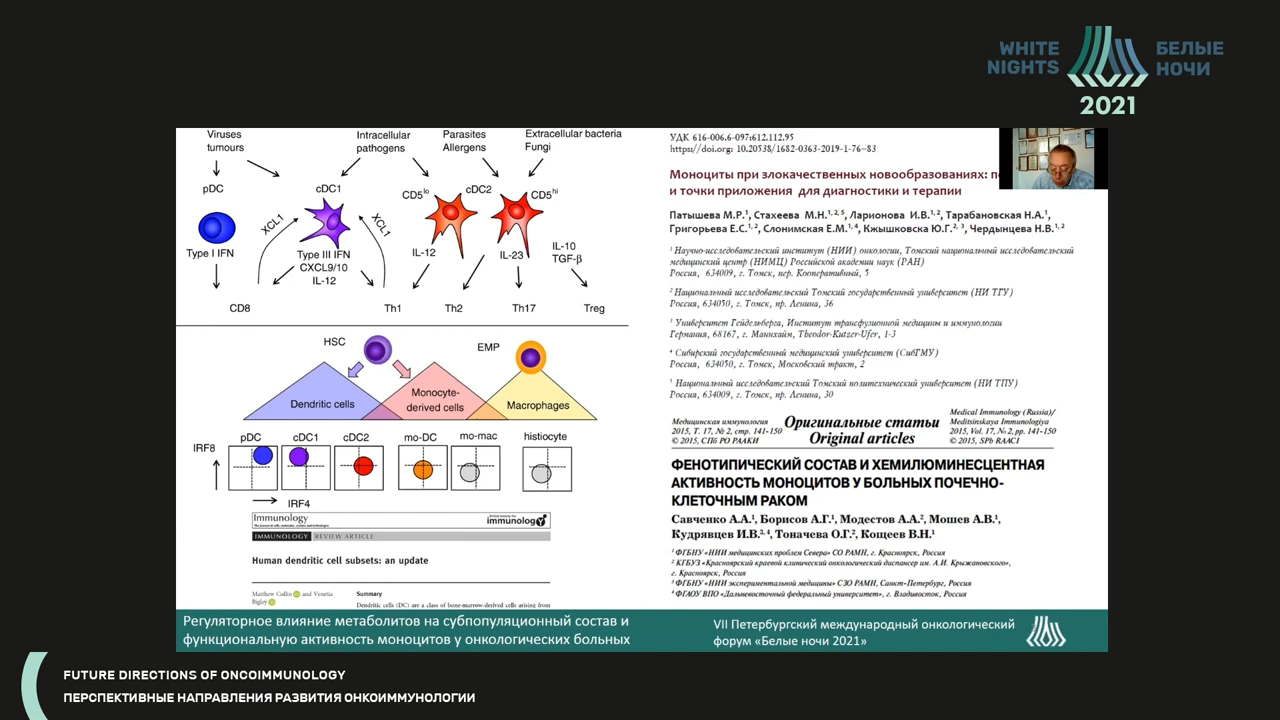 WHITE
NIGHTS
БЕЛЫЕ
НОЧИ
2021
Viruses
tumours
Intracellular
pathogens
Parasites
Allergens
Extracellular bacteria
Fungi
pDC
cDC1
CD5lo
cDC2
CD5hi
XCL1
XCL1
Type I IFN
Type III IFN
CXCL9/10
IL-12
IL-12
IL-23
IL-10
TGF-β
CD8
Th1
Th2
Th17
Treg
HSC
EMP
Dendritic cells
Monocyte-
derived cells
Macrophages
pDC
cDC1
cDC2
mo-DC
mo-mac
histiocyte
IRF8
IRF4
Immunology
immunology
IMMUNOLOGY REVIEW ARTICLE
Human dendritic cell subsets: an update
Matthew Collin and Venetia
Bigley
Summary
Dendritic cells (DC) are a class of bone-marrow-derived cells arising from
УДК 616-006.6-097:612.112.95
https://doi.org: 10.20538/1682-0363-2019-1-76–83
Моноциты при злокачественных новообразованиях:
и точки приложения для диагностики и терапии
Патышева М.Р.1, Стахеева М.Н.1, 2, 5, Ларионова И.В.1, 2, Тарабановская Н.А.1,
Григорьева Е.С.1, 2, Слонимская Е.М.1, 4, Кжышковска Ю.Г.2, 3, Чердынцева Н.В.1, 2
1 Научно-исследовательский институт (НИИ) онкологии, Томский национальный исследовательский
медицинский центр (НИМЦ) Российской академии наук (РАН)
Россия, 634009, г. Томск, пер. Кооперативный, 5
2 Национальный исследовательский Томский государственный университет (НИ ТГУ)
Россия, 634050, г. Томск, пр. Ленина, 36
3 Университет Гейдельберга, Институт трансфузионной медицины и иммунологии
Германия, 68167, г. Маннхайм, Theodor-Kutzer-Ufer, 1-3
4 Сибирский государственный медицинский университет (СибГМУ)
Россия, 634050, г. Томск, Московский тракт, 2
5 Национальный исследовательский Томский политехнический университет (НИ ТПУ)
Россия, 634009, г. Томск, пр. Ленина, 30
Медицинская иммунология
2015, Т. 17, № 2, стр. 141-150
© 2015, СПб РО РААКИ
Оригинальные статьи
Original articles
Medical Immunology (Russia)/
Meditsinskaya Immunologiya
2015, Vol. 17, № 2, pp. 141-150
© 2015, SPb RAACI
ФЕНОТИПИЧЕСКИЙ СОСТАВ И ХЕМИЛЮМИНЕСЦЕНТНАЯ
АКТИВНОСТЬ МОНОЦИТОВ У БОЛЬНЫХ ПОЧЕЧНО-
КЛЕТОЧНЫМ РАКОМ
Савченко А.А.1, Борисов А.Г.1, Модестов А.А.2, Мошев А.В.1,
Кудрявцев И.В.3, 4, Тоначева О.Г.2, Кощеев В.Н.1
1 ФГБНУ «НИИ медицинских проблем Севера» СО РАМН, г. Красноярск, Россия
2 КГБУЗ «Красноярский краевой клинический онкологический диспансер им. А.И. Крыжановского»,
г. Красноярск, Россия
3 ФГБНУ «НИИ экспериментальной медицины» СЗО РАМН, Санкт-Петербург, Россия
4 ФГАОУ ВПО «Дальневосточный федеральный университет», г. Владивосток, Россия
Регуляторное влияние метаболитов на субпопуляционный состав и
функциональную активность моноцитов у онкологических больных
VII Петербургский международный онкологический
форум «Белые ночи 2021»
FUTURE DIRECTIONS OF ONCOIMMUNOLOGY
ПЕРСПЕКТИВНЫЕ НАПРАВЛЕНИЯ РАЗВИТИЯ ОНКОИММУНОЛОГИИ